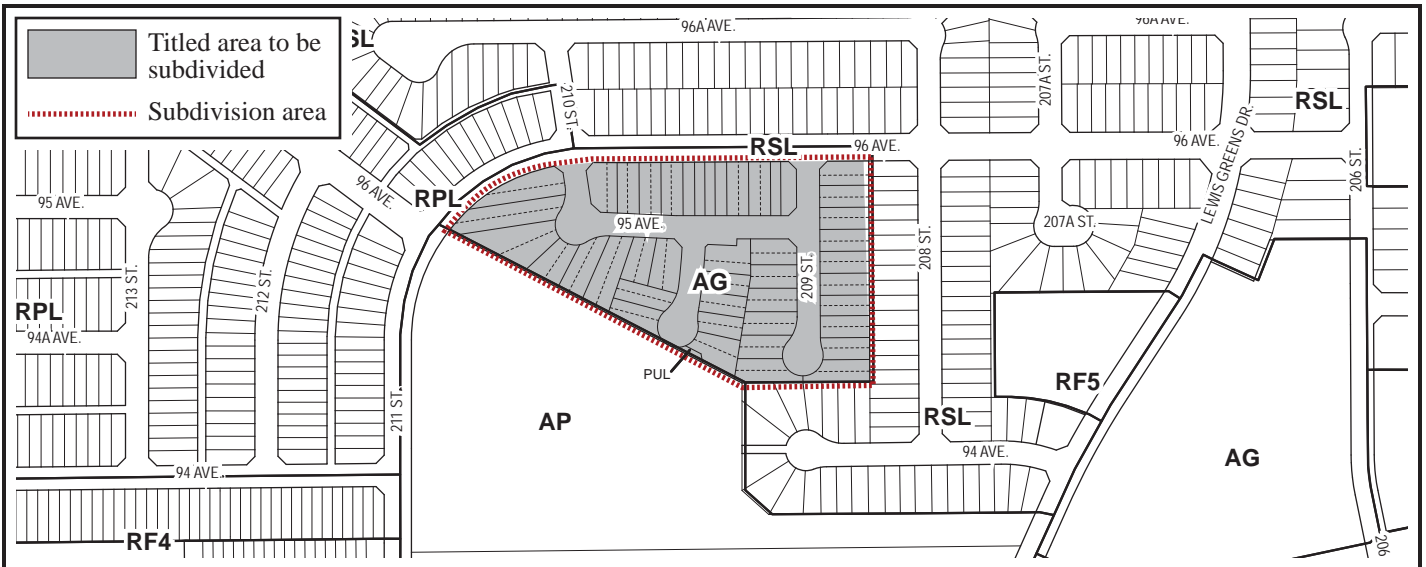 Titled area to be
subdivided
Subdivision area
SL
96A AVE.
96A AVE.
210 ST.
207A ST.
RSL
LEWIS GREENS DR.
RSL
96 AVE.
96 AVE.
96 AVE.
206 ST.
RPL
95 AVE.
95 AVE.
207A ST.
208 ST.
213 ST.
212 ST.
209 ST.
AG
RPL
94A AVE.
PUL
RF5
211 ST.
AP
RSL
94 AVE.
AG
94 AVE.
RF4
206